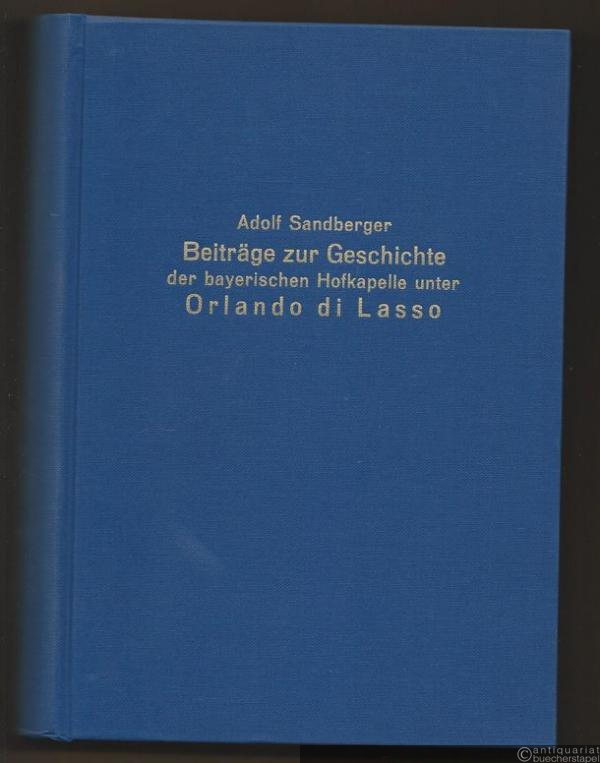 Adolf Sandberger
Beiträge zur Geschichte
der bayerischen Hofkapelle unter
Orlando di Lasso
©antiquariat
buecherstapel